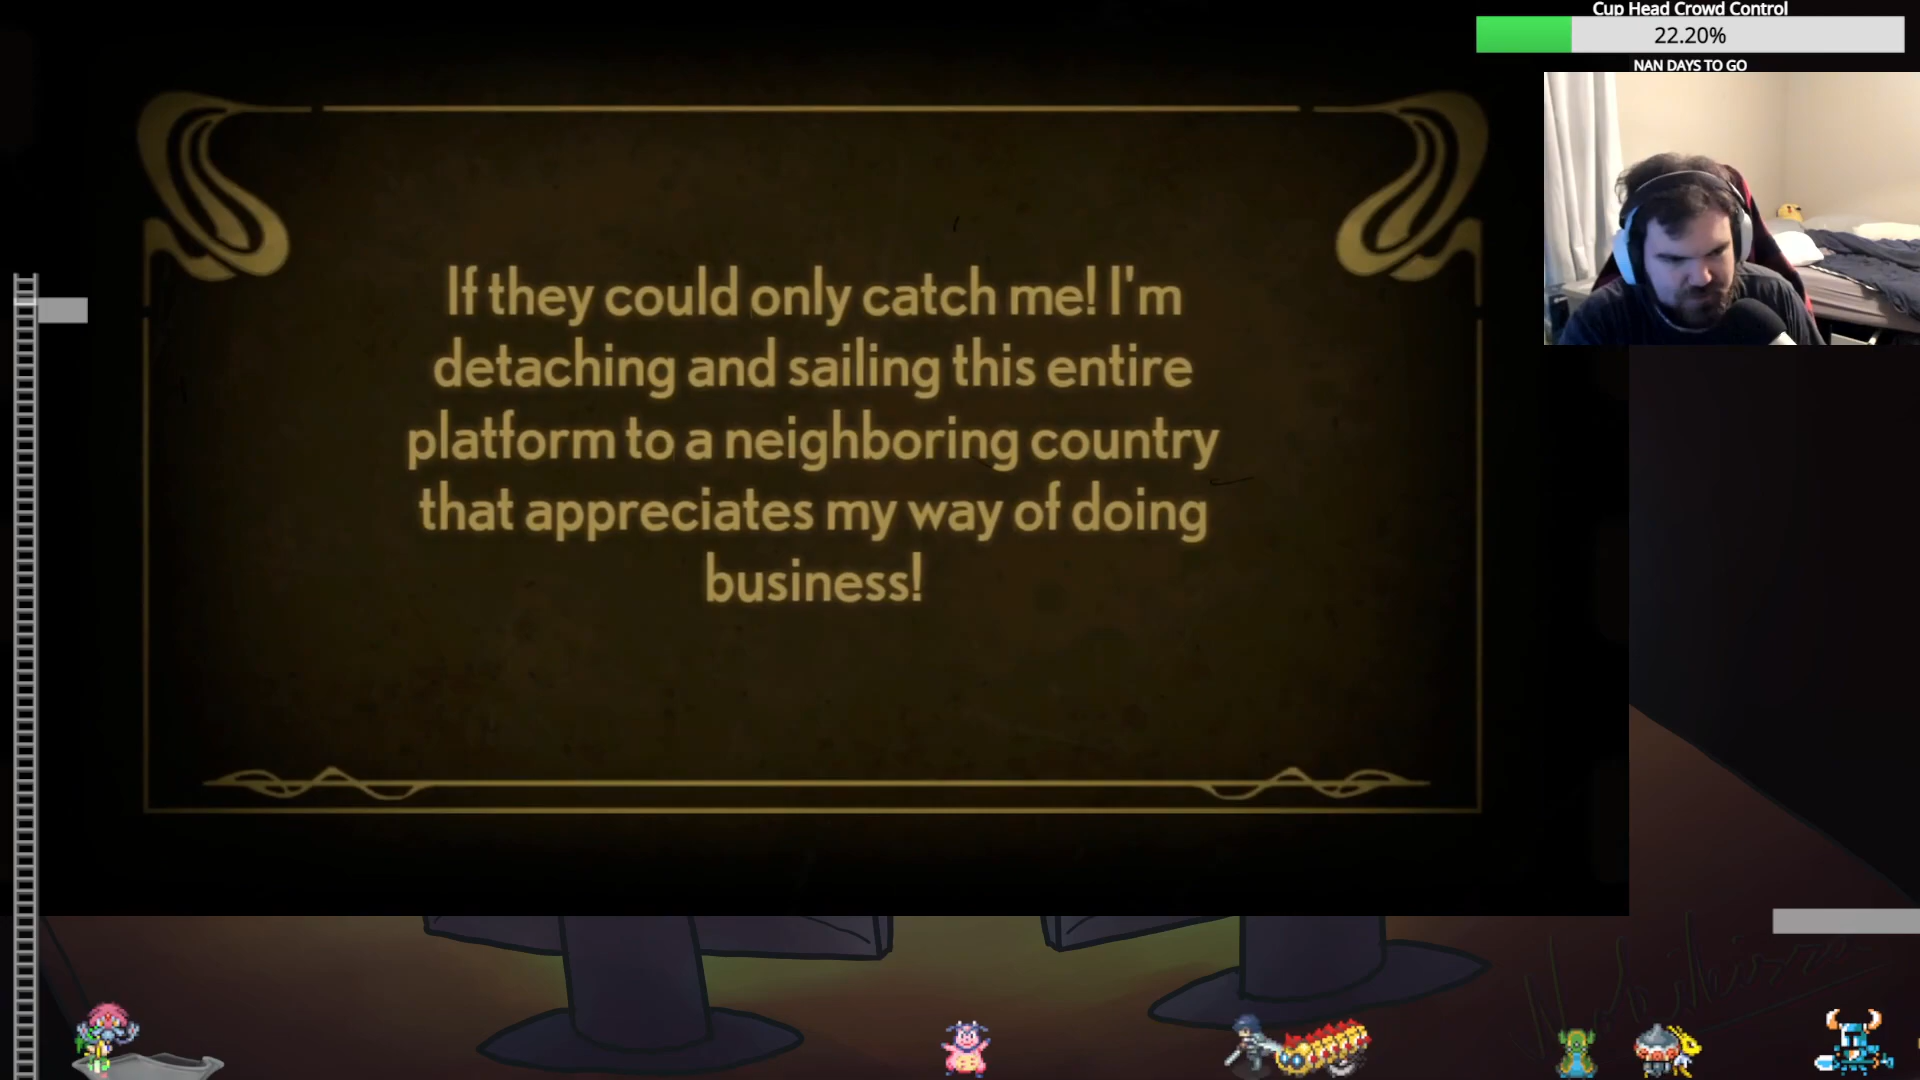 Cup Head Crowd Control
22.20%
NAN DAYS TO GO
If they could only catch me! I'm
detaching and sailing this entire
platform to a neighboring country
that appreciates my way of doing
business!